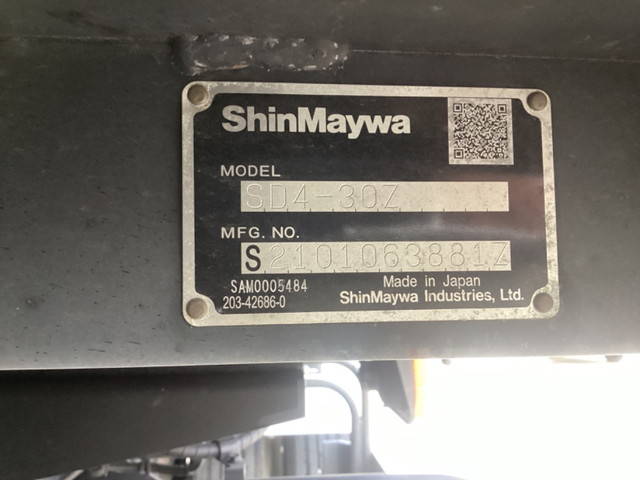 ShinMaywa
MODEL
SD4-30Z
MFG. NO.
S2101063881Z
SAM0005484
Made in Japan
203-42686-0
ShinMaywa Industries, Ltd.